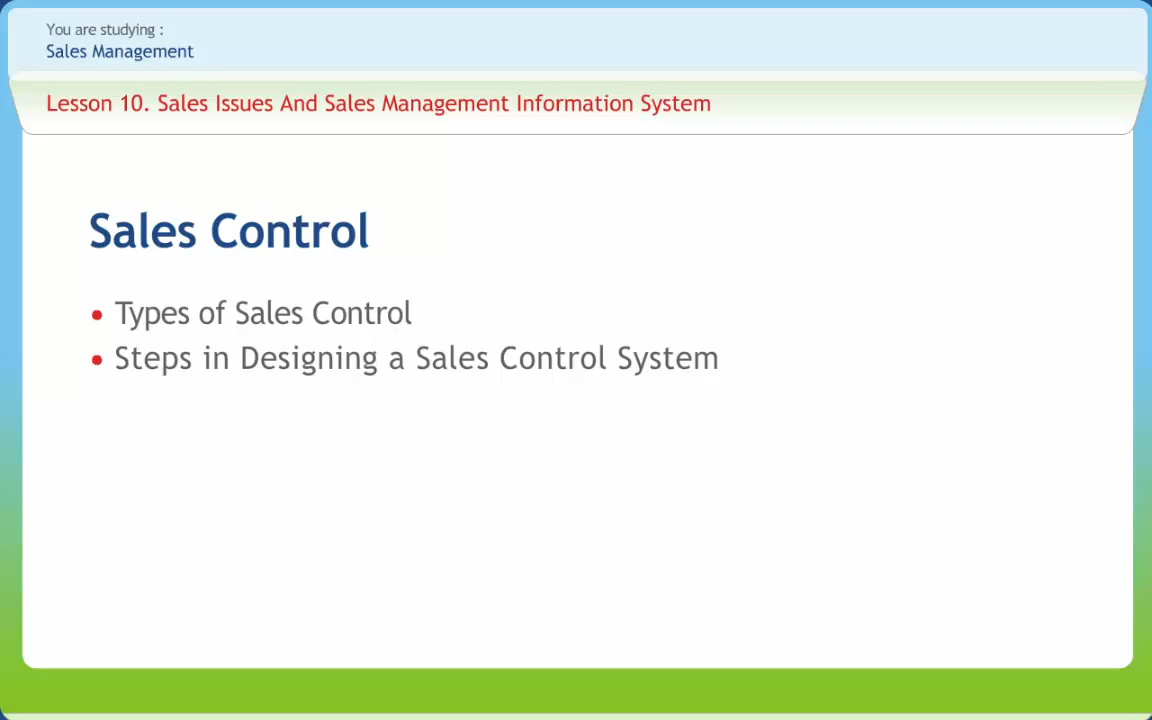 You are studying :
Sales Management
Lesson 10. Sales Issues And Sales Management Information System
Sales Control
• Types of Sales Control
• Steps in Designing a Sales Control System